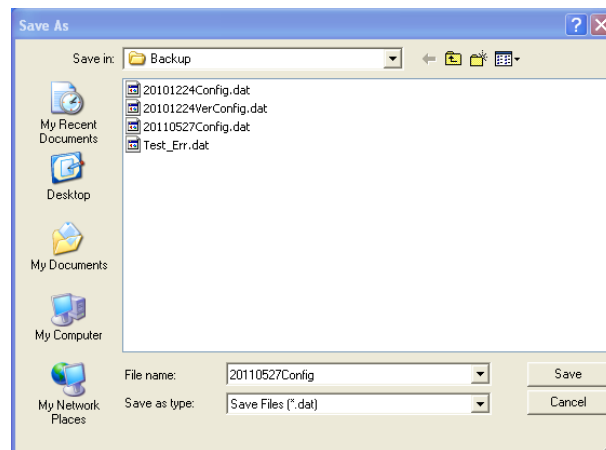 Save As
Save in:
Backup
20101224Config.dat
20101224VerConfig.dat
20110527Config.dat
Test_Err.dat
My Recent
Documents
Desktop
My Documents
My Computer
My Network
Places
File name:
20110527Config
Save
Save as type:
Save Files (*.dat)
Cancel